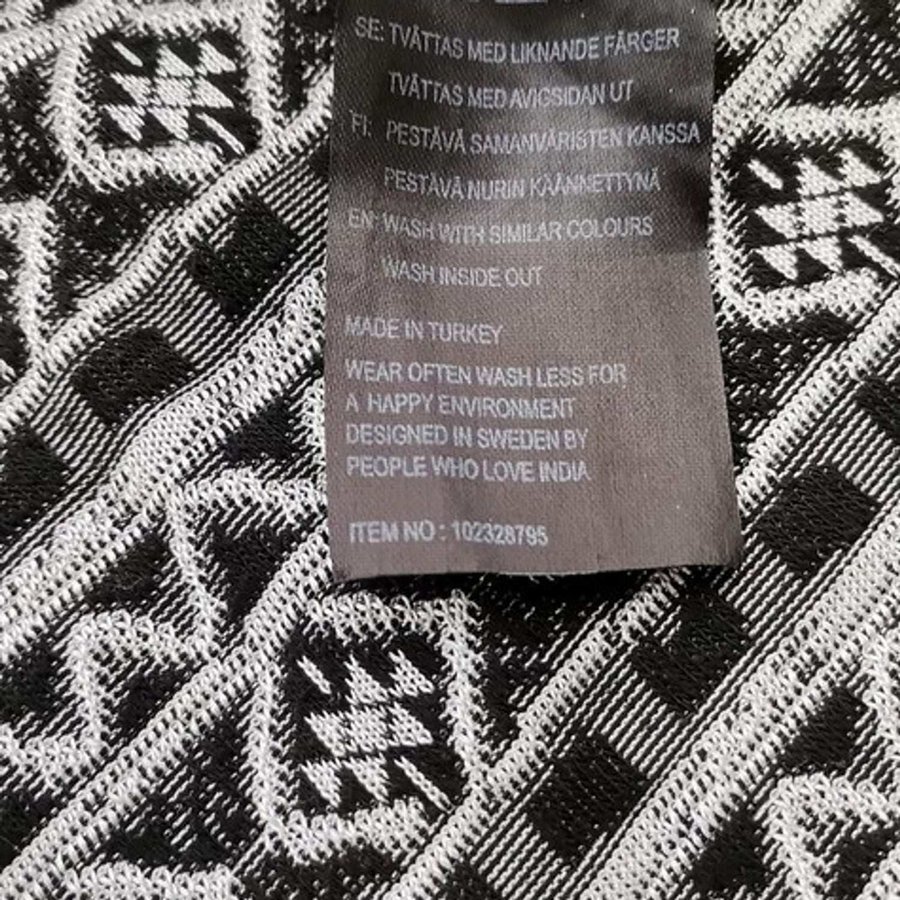 SE: TVÄTTAS MED LIKNANDE FÄRGER
TVÄTTAS MED AVIGSIDAN UT
FI: PESTÄVÄ SAMANVÄRISTEN KANSSA
PESTÄVÄ NURIN KÄÄNNETTYNÄ
EN: WASH WITH SIMILAR COLOURS
WASH INSIDE OUT
MADE IN TURKEY
WEAR OFTEN WASH LESS FOR
A HAPPY ENVIRONMENT
DESIGNED IN SWEDEN BY
PEOPLE WHO LOVE INDIA
ITEM NO : 102328795